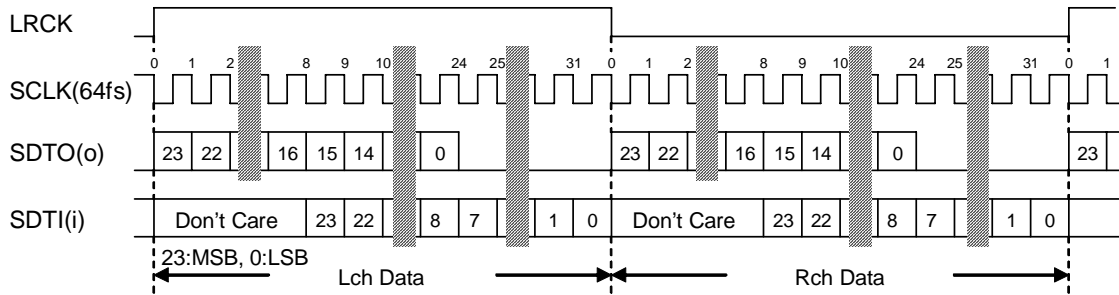 LRCK
0 1 2 8 9 10 24 25 31 0 1 2 8 9 10 24 25 31 0 1
SCLK(64fs)
SDTO(o) 23 22 16 15 14 0 23 22 16 15 14 0 23
SDTI(i) Don't Care 23 22 8 7 1 0 Don't Care 23 22 8 7 1 0
23:MSB, 0:LSB
Lch Data Rch Data